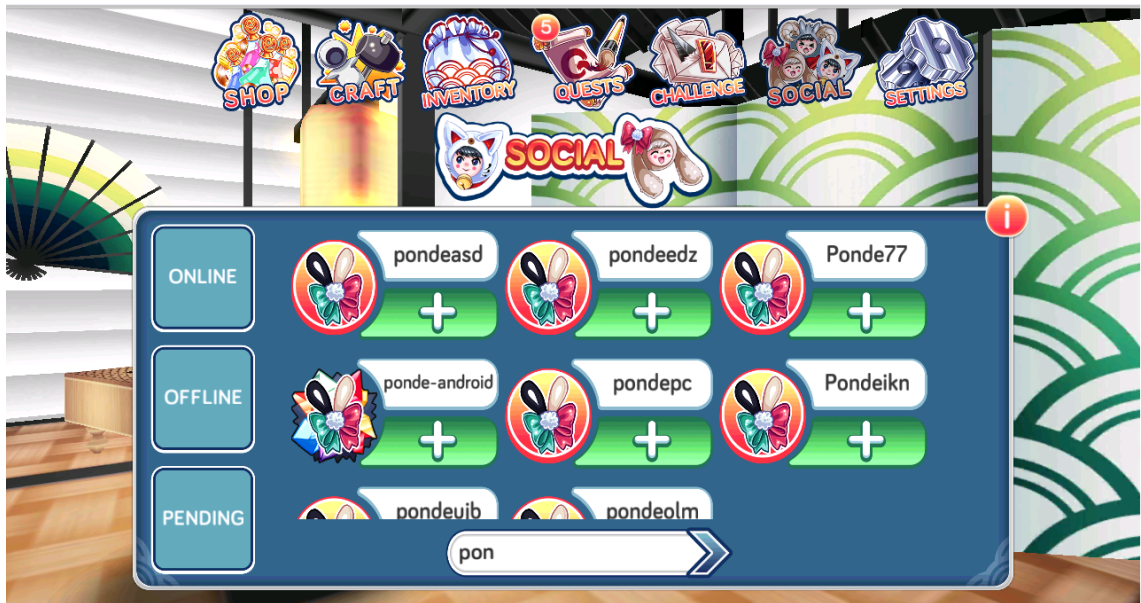 5
SHOP
CRAFT
INVENTORY
QUESTS
CHALLENGE
SOCIAL
SETTINGS
SOCIAL
i
ONLINE
OFFLINE
PENDING
pondeasd
pondeedz
Ponde77
ponde-android
pondepc
Pondeikn
pondeuib
pondeolm
pon